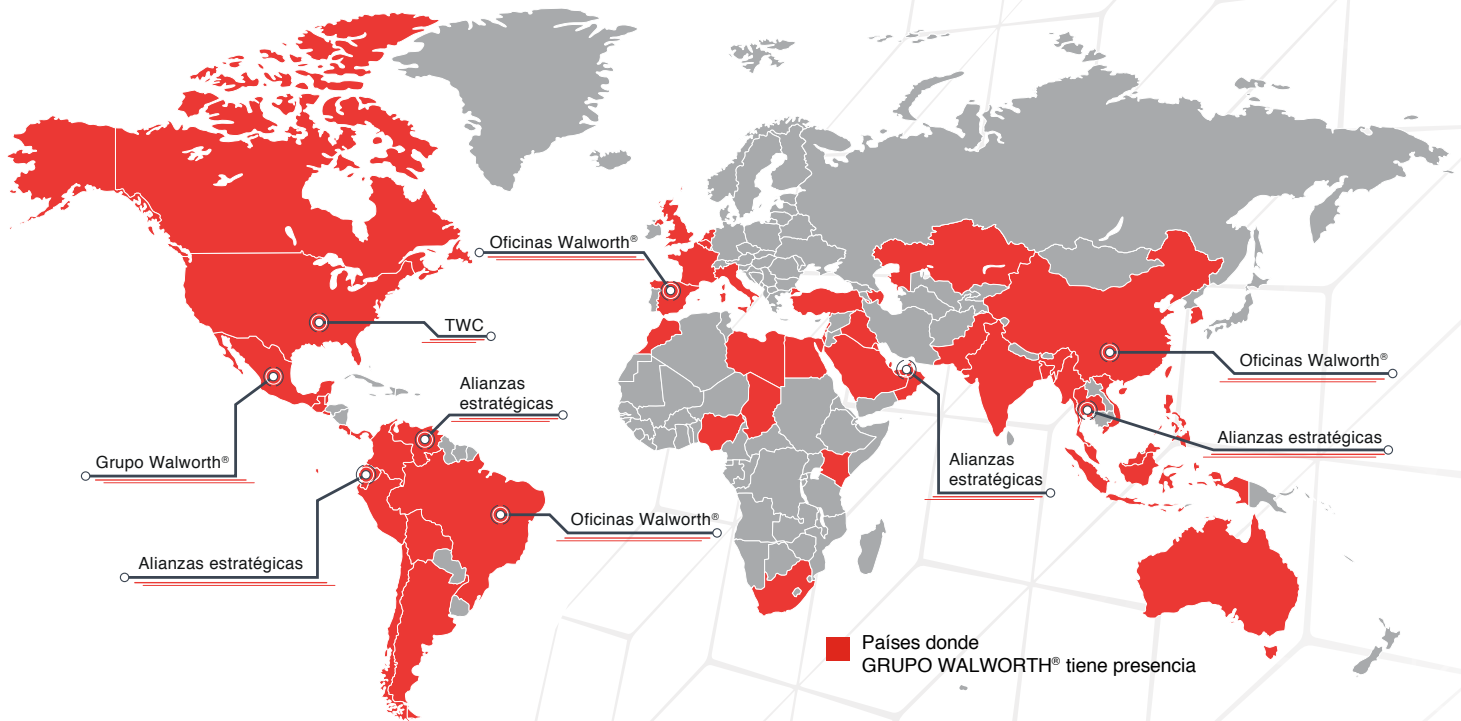 Oficinas Walworth®
TWC
Oficinas Walworth®
Alianzas
estratégicas
Alianzas estratégicas
Grupo Walworth®
Alianzas
estratégicas
Oficinas Walworth®
Alianzas estratégicas
Países donde
GRUPO WALWORTH® tiene presencia